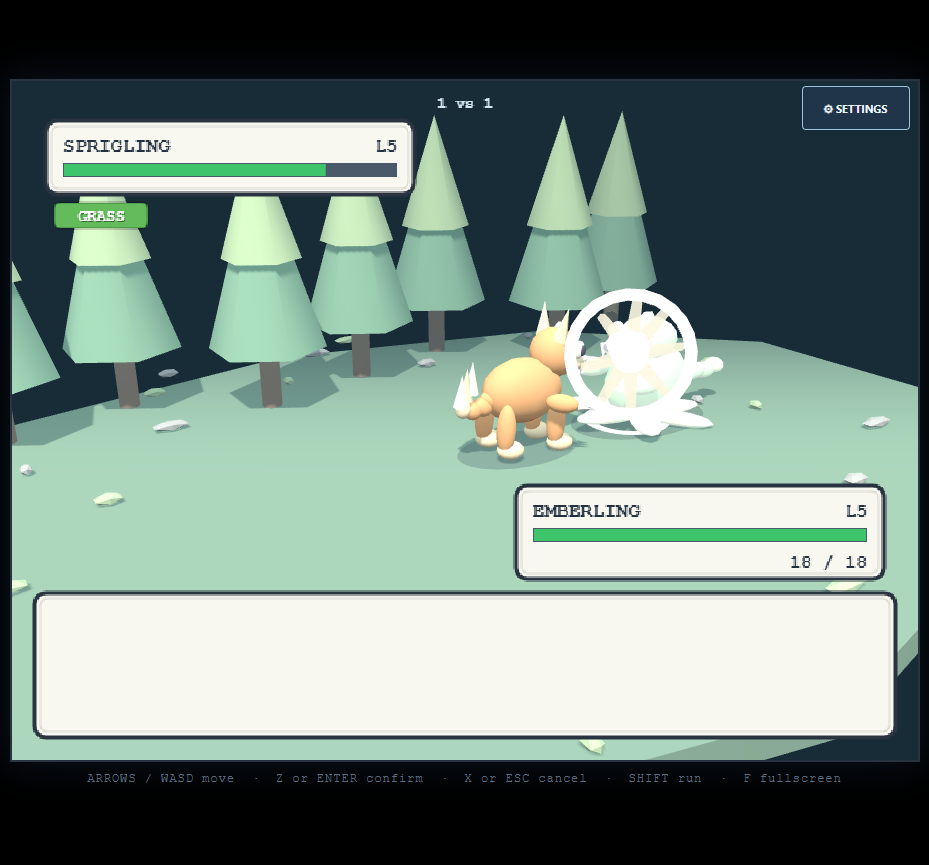 1 vs 1
⚙ SETTINGS
SPRIGLING L5
GRASS
EMBERLING L5
18 / 18
ARROWS / WASD move · Z or ENTER confirm · X or ESC cancel · SHIFT run · F fullscreen